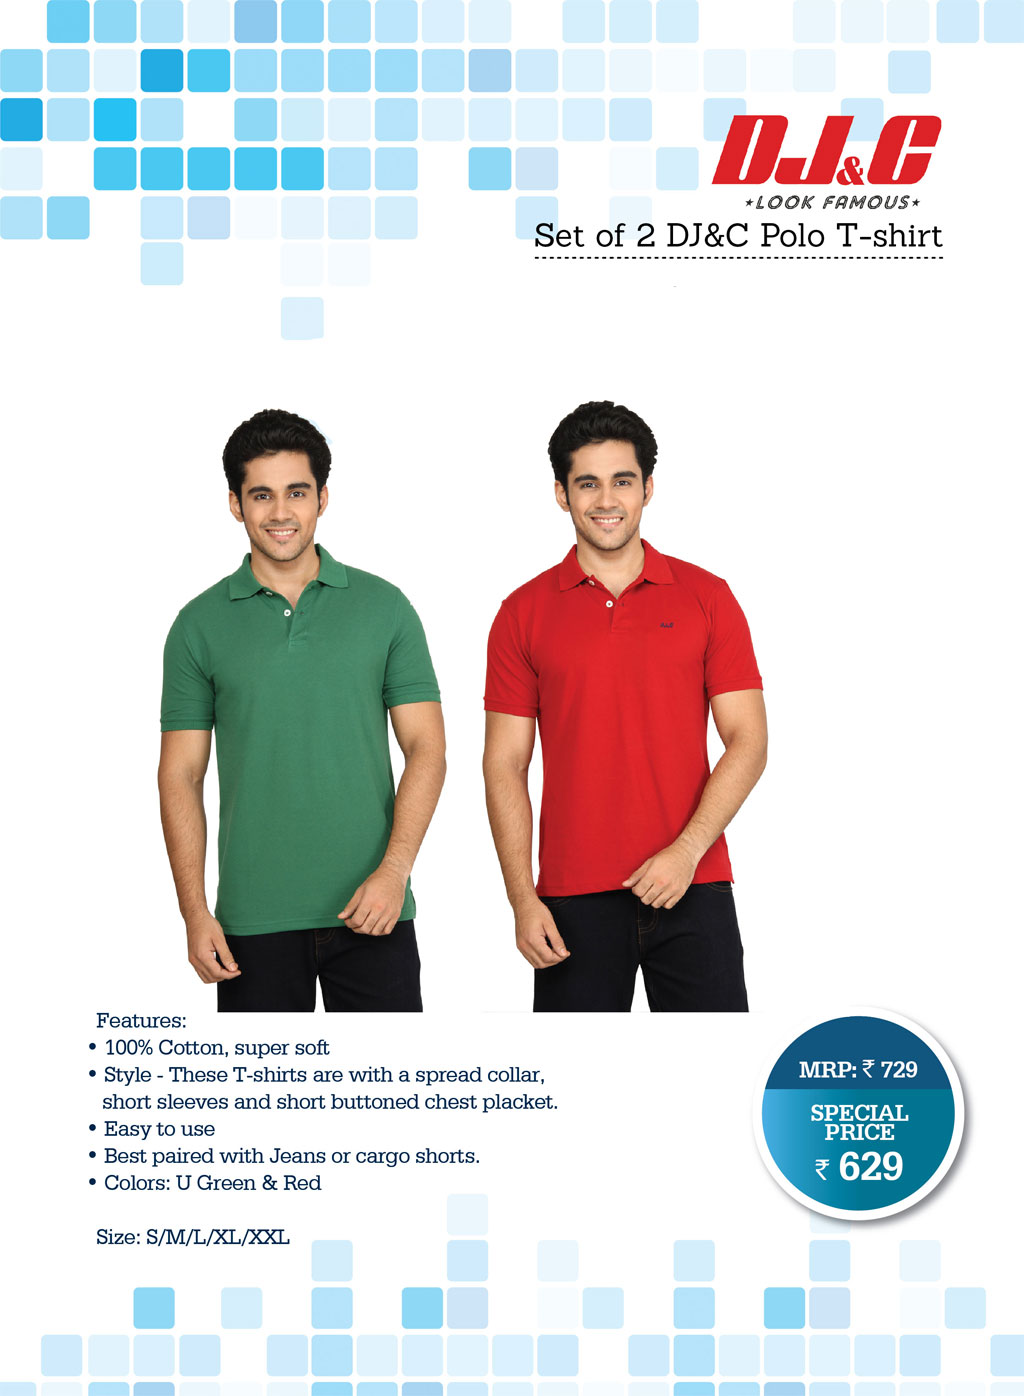 DJ&C
★LOOK FAMOUS★
Set of 2 DJ&C Polo T-shirt
Features:
• 100% Cotton, super soft
• Style - These T-shirts are with a spread collar,
short sleeves and short buttoned chest placket.
• Easy to use
• Best paired with Jeans or cargo shorts.
• Colors: U Green & Red
Size: S/M/L/XL/XXL
MRP: ₹ 729
SPECIAL
PRICE
₹ 629